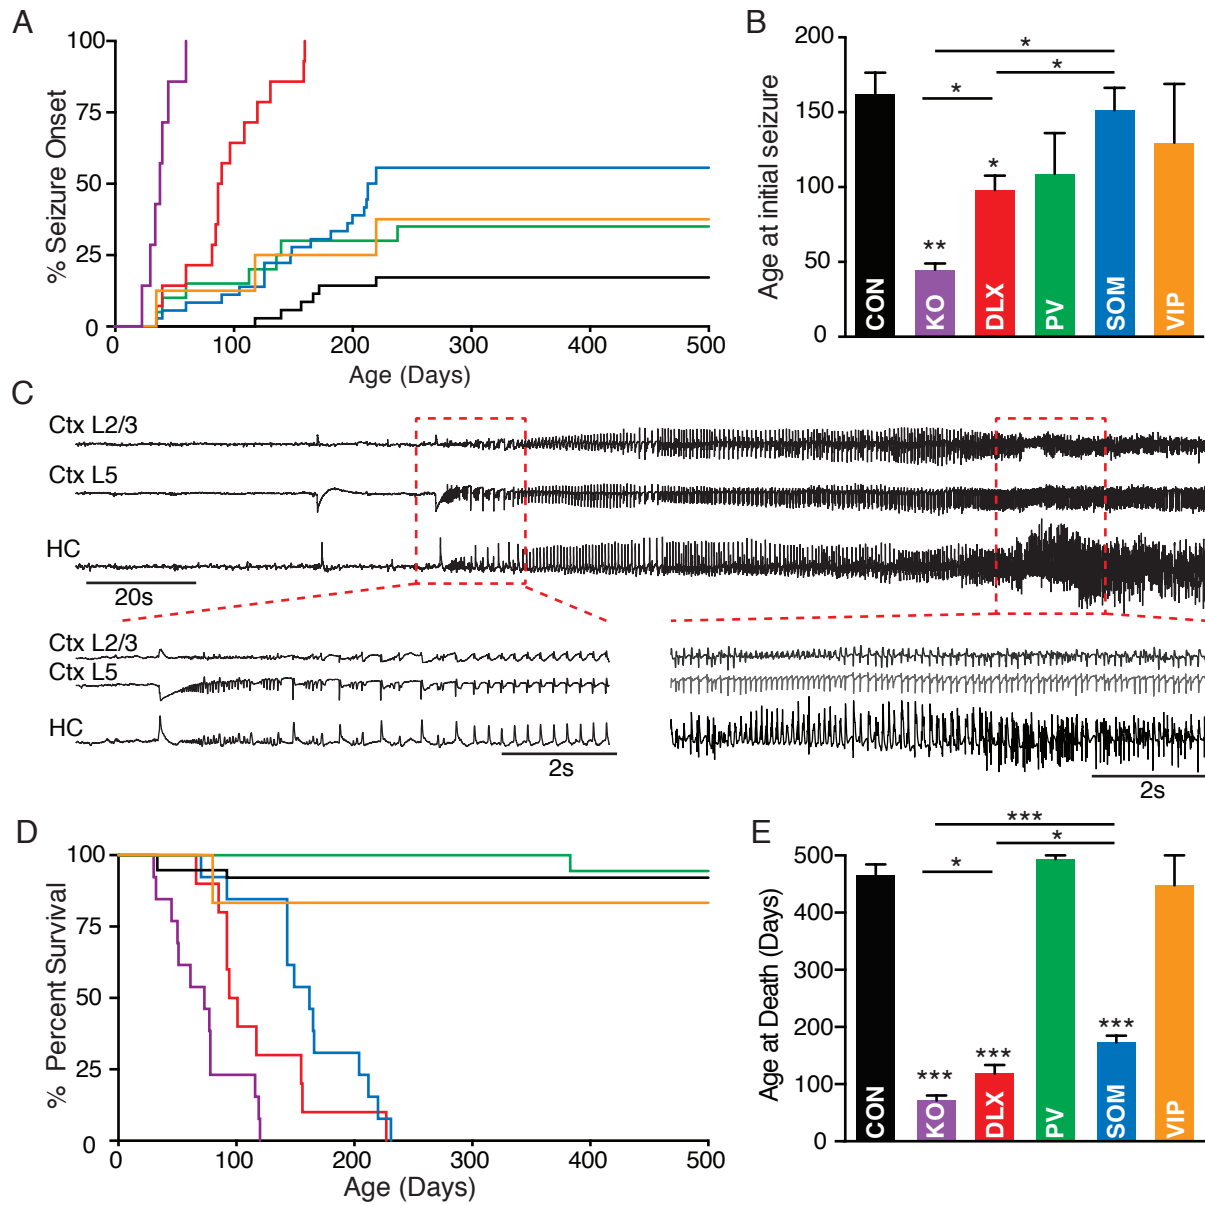 A
% Seizure Onset
100
75
50
25
0
0 100 200 300 400 500
Age (Days)
B
Age at initial seizure
200
150
100
50
0
*
*
*
*
**
CON KO DLX PV SOM VIP
C
Ctx L2/3
Ctx L5
HC
20s
Ctx L2/3
Ctx L5
HC
2s
2s
D
% Percent Survival
100
75
50
25
0
0 100 200 300 400 500
Age (Days)
E
Age at Death (Days)
500
400
300
200
100
0
***
*
*
***
***
***
CON KO DLX PV SOM VIP